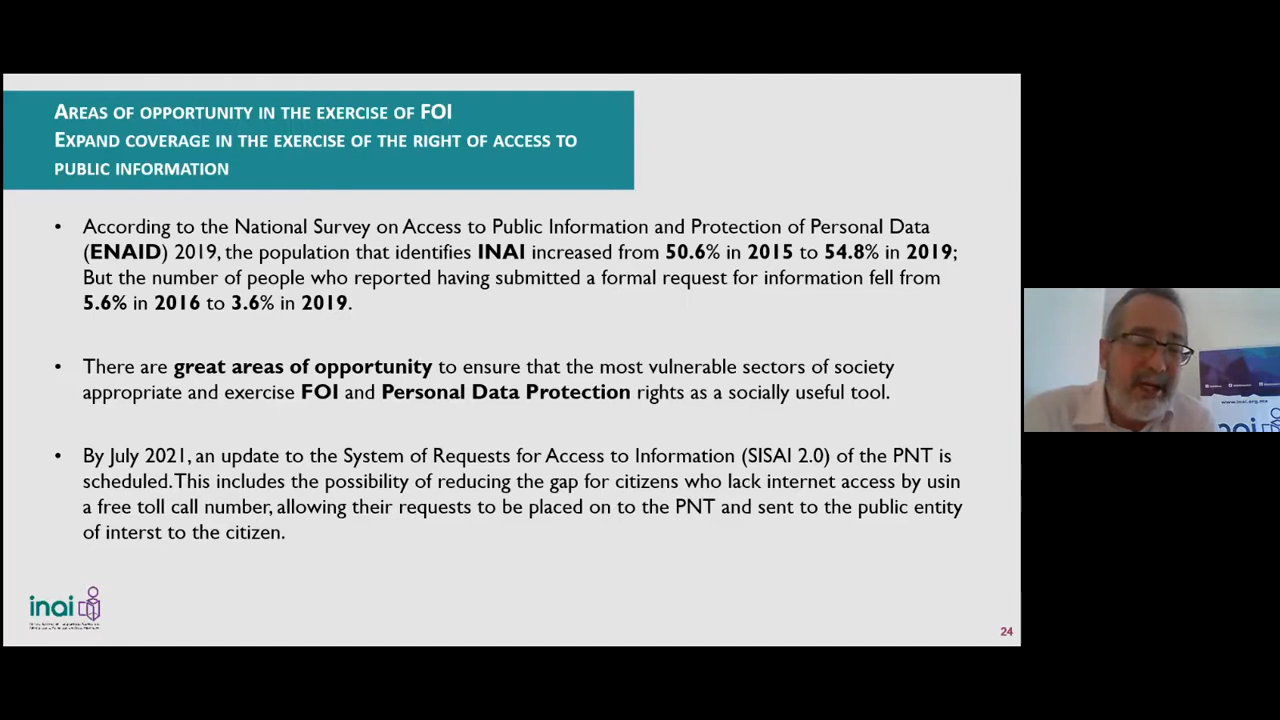 AREAS OF OPPORTUNITY IN THE EXERCISE OF FOI
EXPAND COVERAGE IN THE EXERCISE OF THE RIGHT OF ACCESS TO
PUBLIC INFORMATION
• According to the National Survey on Access to Public Information and Protection of Personal Data
(ENAID) 2019, the population that identifies INAI increased from 50.6% in 2015 to 54.8% in 2019;
But the number of people who reported having submitted a formal request for information fell from
5.6% in 2016 to 3.6% in 2019.
• There are great areas of opportunity to ensure that the most vulnerable sectors of society
appropriate and exercise FOI and Personal Data Protection rights as a socially useful tool.
• By July 2021, an update to the System of Requests for Access to Information (SISAI 2.0) of the PNT is
scheduled. This includes the possibility of reducing the gap for citizens who lack internet access by usin
a free toll call number, allowing their requests to be placed on to the PNT and sent to the public entity
of interst to the citizen.
inai
24
www.inai.org.mx
inai